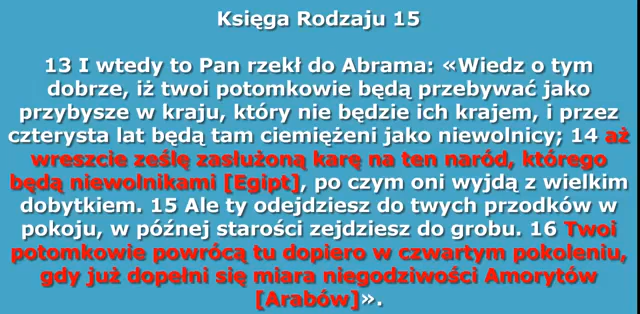 Księga Rodzaju 15
13 I wtedy to Pan rzekł do Abrama: «Wiedz o tym
dobrze, iż twoi potomkowie będą przebywać jako
przybysze w kraju, który nie będzie ich krajem, i przez
czterysta lat będą tam ciemiężeni jako niewolnicy; 14 aż
wreszcie ześlę zasłużoną karę na ten naród, którego
będą niewolnikami [Egipt], po czym oni wyjdą z wielkim
dobytkiem. 15 Ale ty odejdziesz do twych przodków w
pokoju, w późnej starości zejdziesz do grobu. 16 Twoi
potomkowie powrócą tu dopiero w czwartym pokoleniu,
gdy już dopełni się miara niegodziwości Amorytów
[Arabów]».